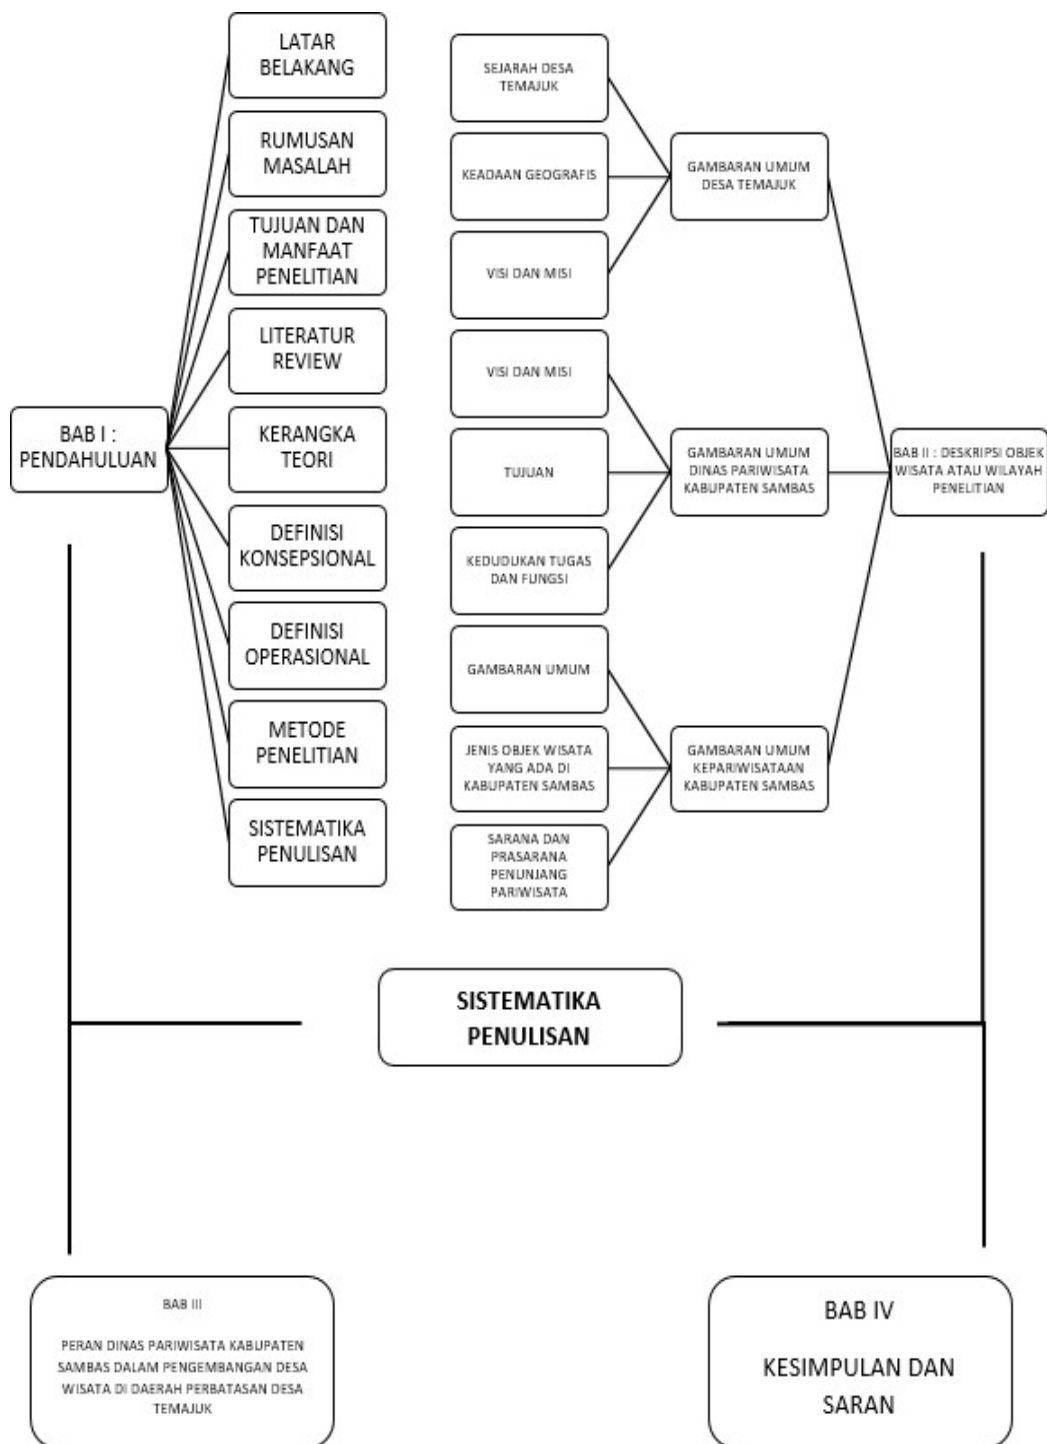 LATAR
BELAKANG
RUMUSAN
MASALAH
TUJUAN DAN
MANFAAT
PENELITIAN
LITERATUR
REVIEW
BAB I :
PENDAHULUAN
KERANGKA
TEORI
DEFINISI
KONSEPSIONAL
DEFINISI
OPERASIONAL
METODE
PENELITIAN
SISTEMATIKA
PENULISAN
SEJARAH DESA
TEMAJUK
KEADAAN GEOGRAFIS
VISI DAN MISI
GAMBARAN UMUM
DESA TEMAJUK
VISI DAN MISI
TUJUAN
KEDUDUKAN TUGAS
DAN FUNGSI
GAMBARAN UMUM
DINAS PARIWISATA
KABUPATEN SAMBAS
GAMBARAN UMUM
JENIS OBJEK WISATA
YANG ADA DI
KABUPATEN SAMBAS
SARANA DAN
PRASARANA
PENUNJANG
PARIWISATA
GAMBARAN UMUM
KEPARIWISATAAN
KABUPATEN SAMBAS
BAB II : DESKRIPSI OBJEK
WISATA ATAU WILAYAH
PENELITIAN
SISTEMATIKA
PENULISAN
BAB III
PERAN DINAS PARIWISATA KABUPATEN
SAMBAS DALAM PENGEMBANGAN DESA
WISATA DI DAERAH PERBATASAN DESA
TEMAJUK
BAB IV
KESIMPULAN DAN
SARAN